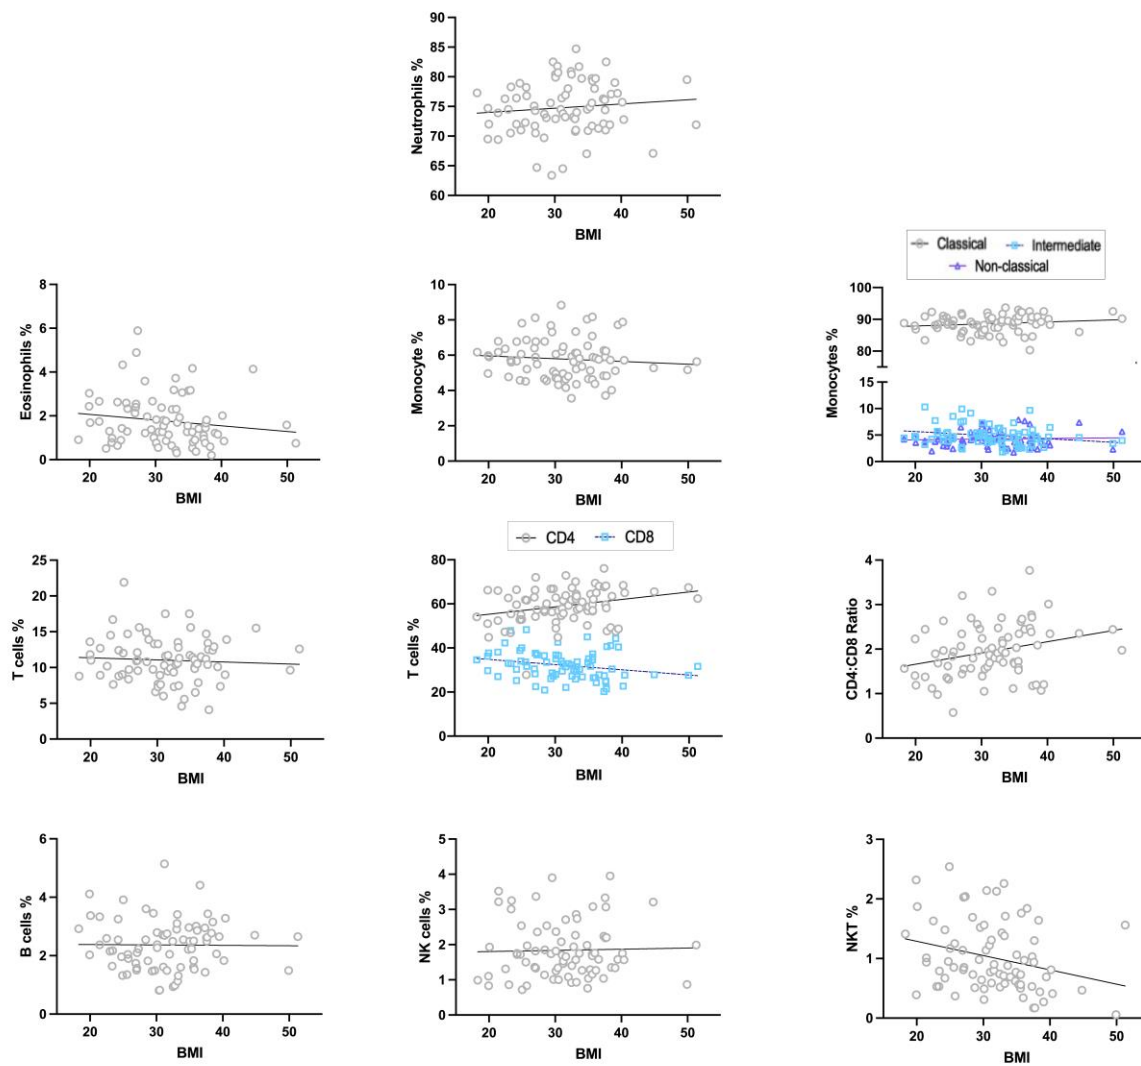 90
85
80
75
70
65
60
Neutrophils %
20 30 40 50
BMI
8
6
4
2
0
Eosinophils %
20 30 40 50
BMI
10
8
6
4
2
0
Monocyte %
20 30 40 50
BMI
Classical Intermediate
Non-classical
100
90
80
15
10
5
0
Monocytes %
20 30 40 50
BMI
25
20
15
10
5
0
T cells %
20 30 40 50
BMI
CD4 CD8
80
60
40
20
0
T cells %
20 30 40 50
BMI
4
3
2
1
0
CD4:CD8 Ratio
20 30 40 50
BMI
6
4
2
0
B cells %
20 30 40 50
BMI
5
4
3
2
1
0
NK cells %
20 30 40 50
BMI
3
2
1
0
NKT %
20 30 40 50
BMI